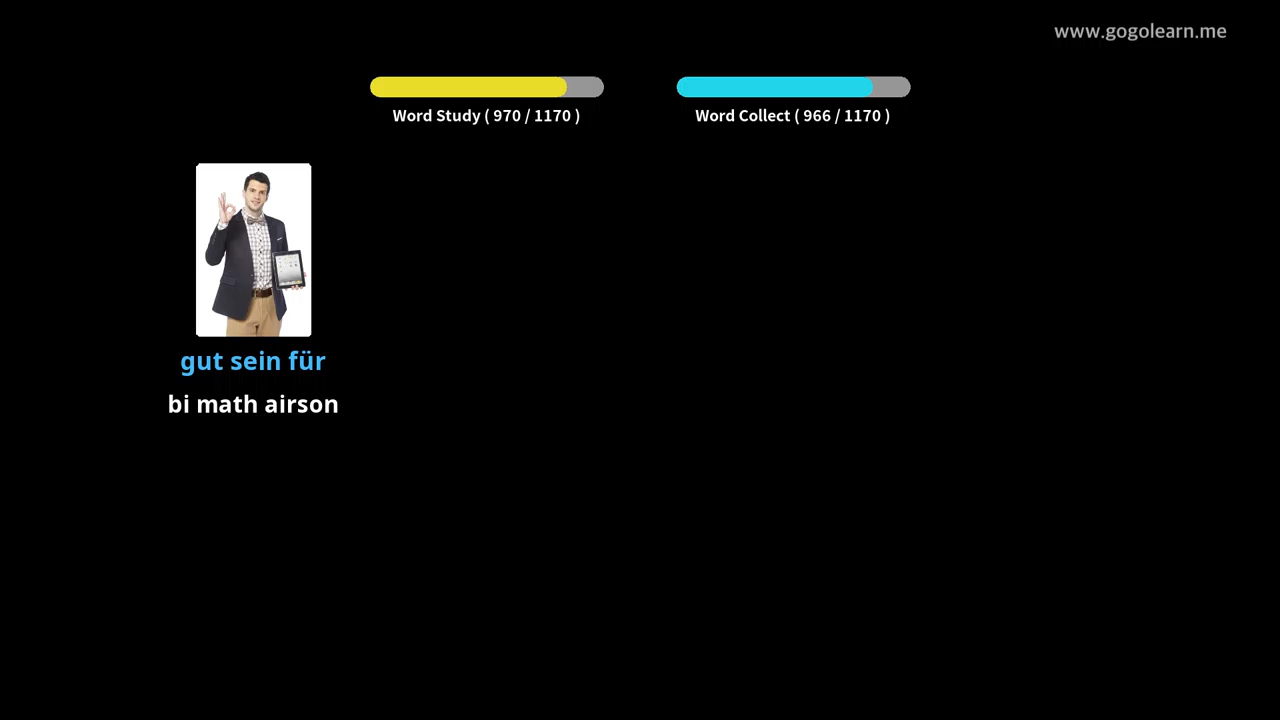 www.gogolearn.me
Word Study ( 970 / 1170 )
Word Collect ( 966 / 1170 )
gut sein für
bi math airson